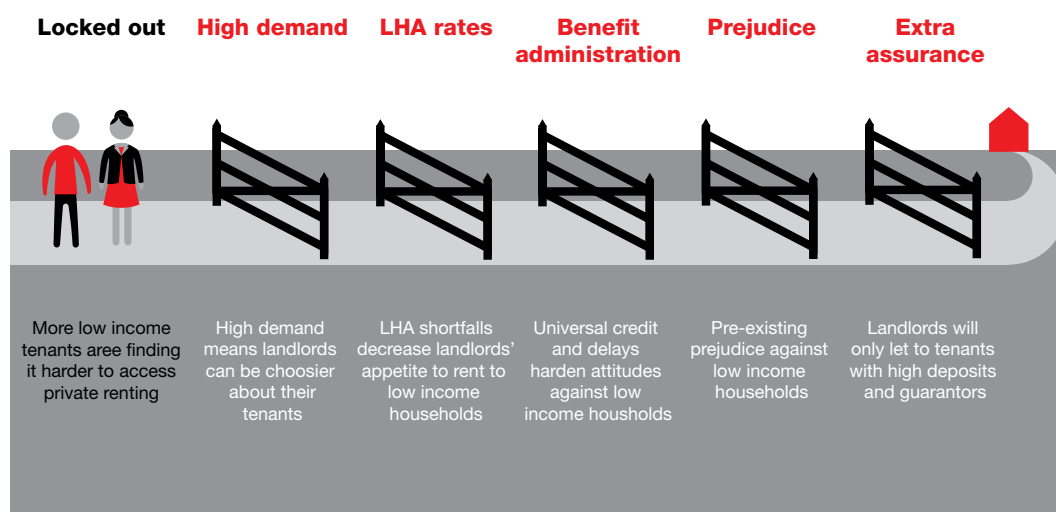 Locked out
High demand
LHA rates
Benefit
administration
Prejudice
Extra
assurance
More low income
tenants aree finding
it harder to access
private renting
High demand
means landlords
can be choosier
about their
tenants
LHA shortfalls
decrease landlords’
appetite to rent to
low income
households
Universal credit
and delays
harden attitudes
against low
income housholds
Pre-existing
prejudice against
low income
households
Landlords will
only let to tenants
with high deposits
and guarantors